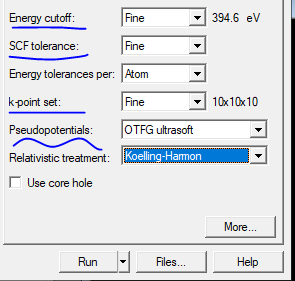 Energy cutoff: Fine 394.6 eV
SCF tolerance: Fine
Energy tolerances per: Atom
k-point set: Fine 10x10x10
Pseudopotentials: OTFG ultrasoft
Relativistic treatment: Koelling-Harmon
Use core hole
More...
Run Files... Help